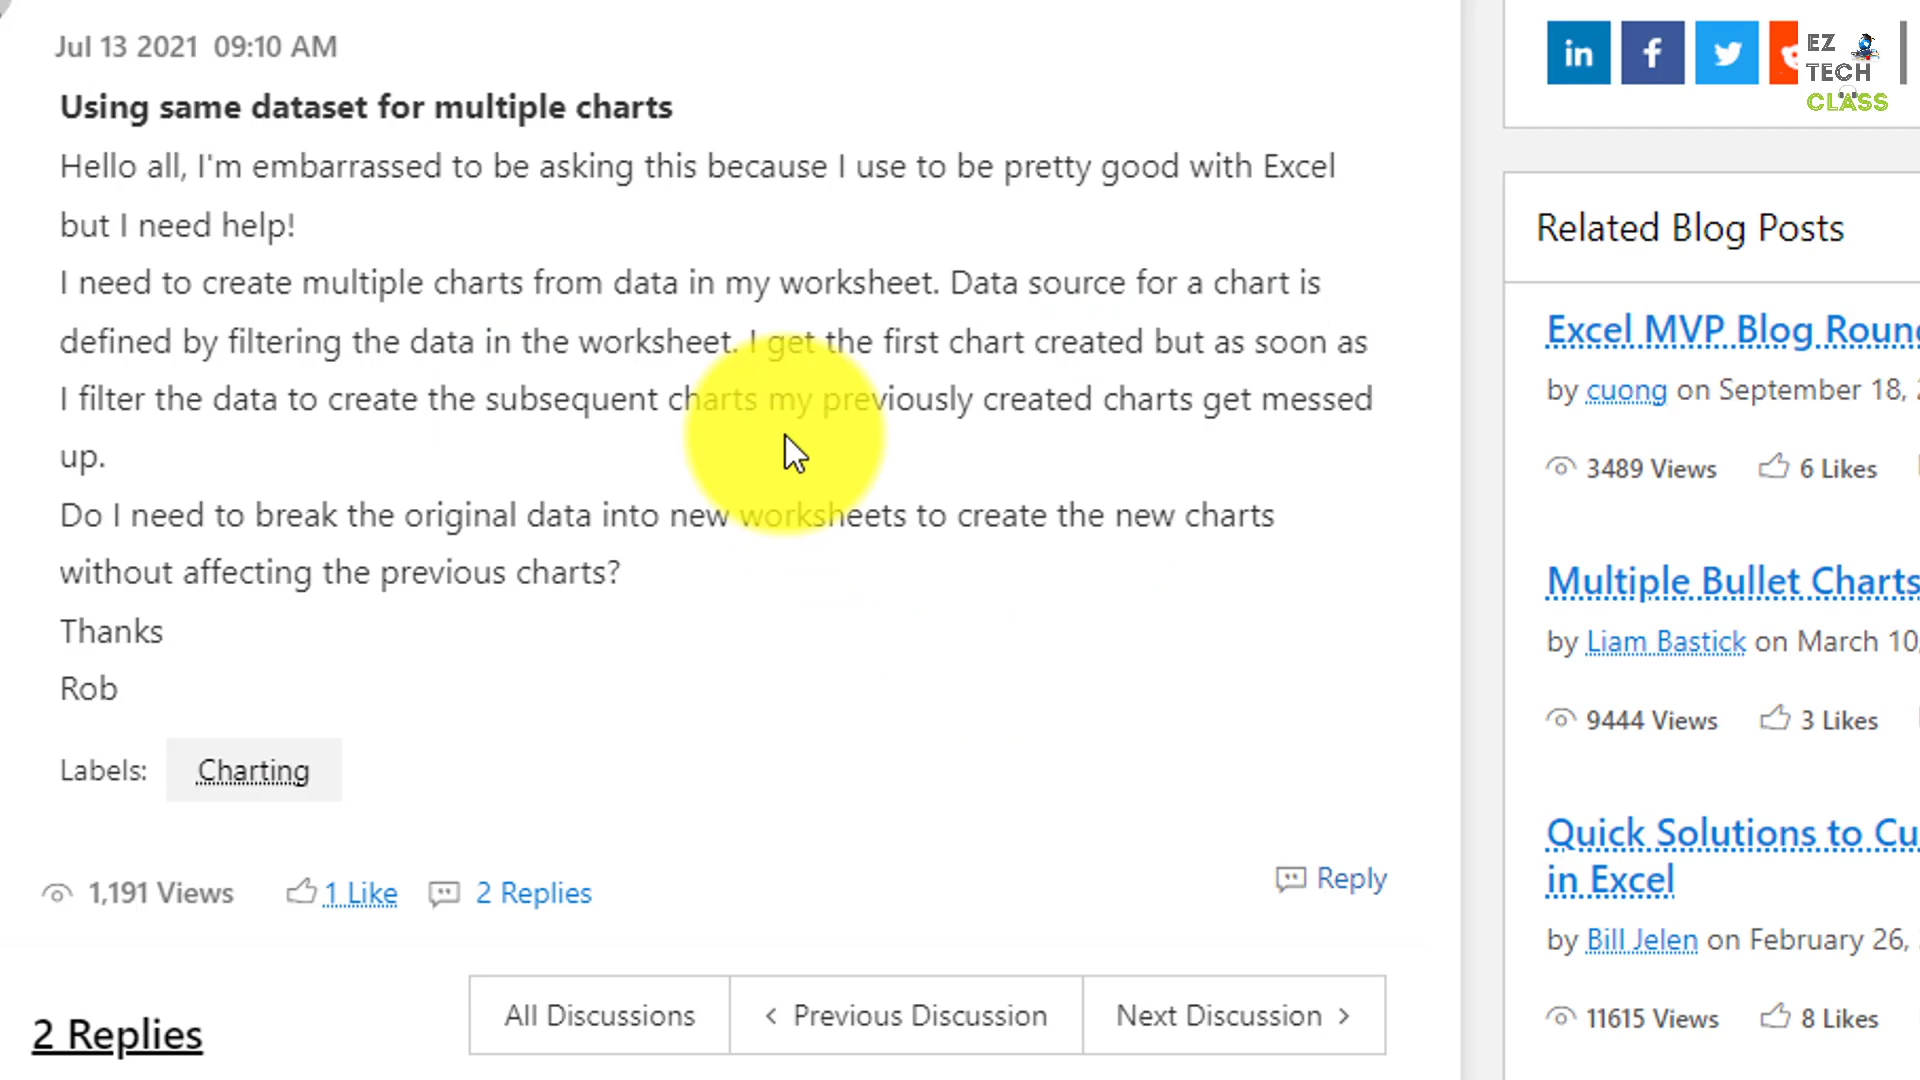 Jul 13 2021 09:10 AM
Using same dataset for multiple charts
Hello all, I'm embarrassed to be asking this because I use to be pretty good with Excel
but I need help!
I need to create multiple charts from data in my worksheet. Data source for a chart is
defined by filtering the data in the worksheet. I get the first chart created but as soon as
I filter the data to create the subsequent charts my previously created charts get messed
up.
Do I need to break the original data into new worksheets to create the new charts
without affecting the previous charts?
Thanks
Rob
Labels: Charting
1,191 Views 1 Like 2 Replies
Reply
All Discussions < Previous Discussion Next Discussion >
2 Replies
in f
EZ
TECH
CLASS
Related Blog Posts
Excel MVP Blog
by cuong on September 18,
3489 Views 6 Likes
Multiple Bullet Charts
by Liam Bastick on March 10,
9444 Views 3 Likes
Quick Solutions to
in Excel
by Bill Jelen on February 26,
11615 Views 8 Likes